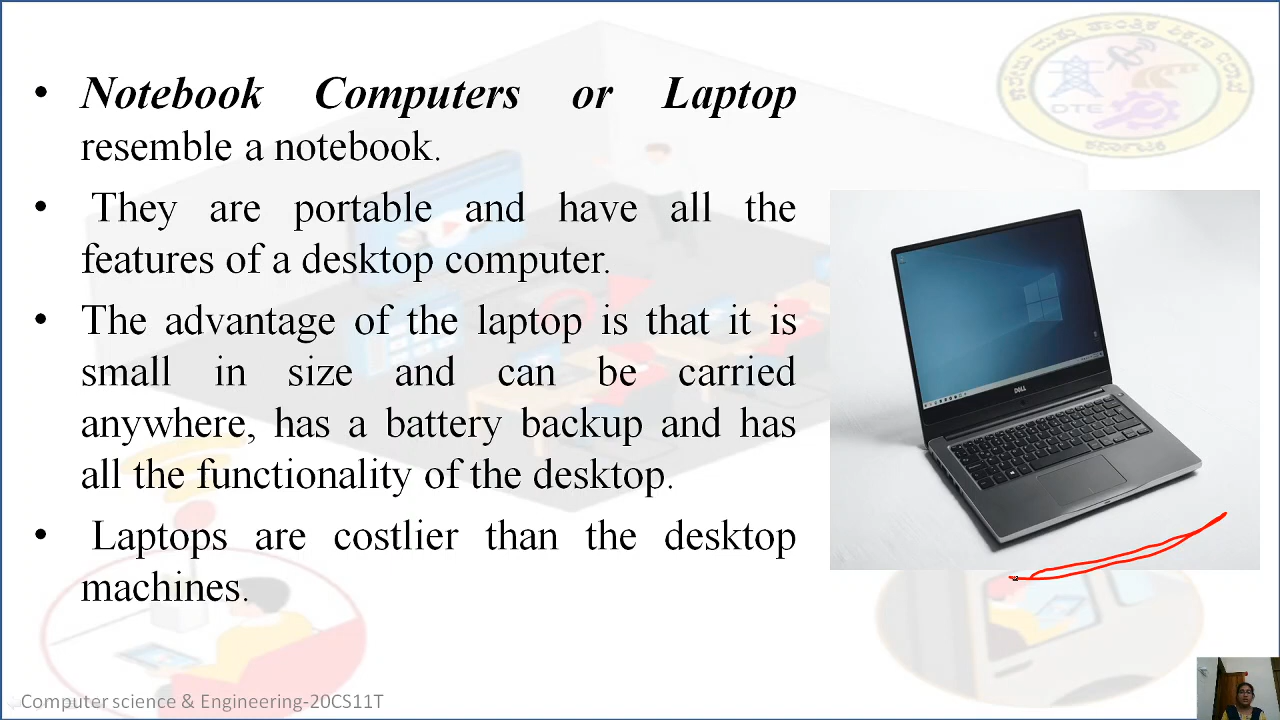 • Notebook Computers or Laptop
resemble a notebook.
• They are portable and have all the
features of a desktop computer.
• The advantage of the laptop is that it is
small in size and can be carried
anywhere, has a battery backup and has
all the functionality of the desktop.
• Laptops are costlier than the desktop
machines.
DTE
DELL
Computer science & Engineering-20CS11T